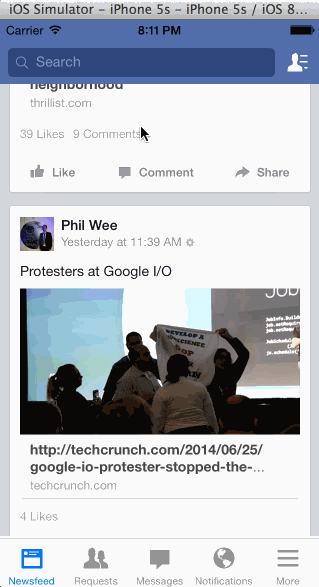 iOS Simulator – iPhone 5s – iPhone 5s / iOS 8...
Carrier 8:11 PM
Search
neighborhood
thrillist.com
39 Likes 9 Comments
Like Comment Share
Phil Wee
Yesterday at 11:39 AM
Protesters at Google I/O
DEVELOP A
STOP
http://techcrunch.com/2014/06/25/
google-io-protester-stopped-the-...
techcrunch.com
4 Likes
Newsfeed Requests Messages Notifications More